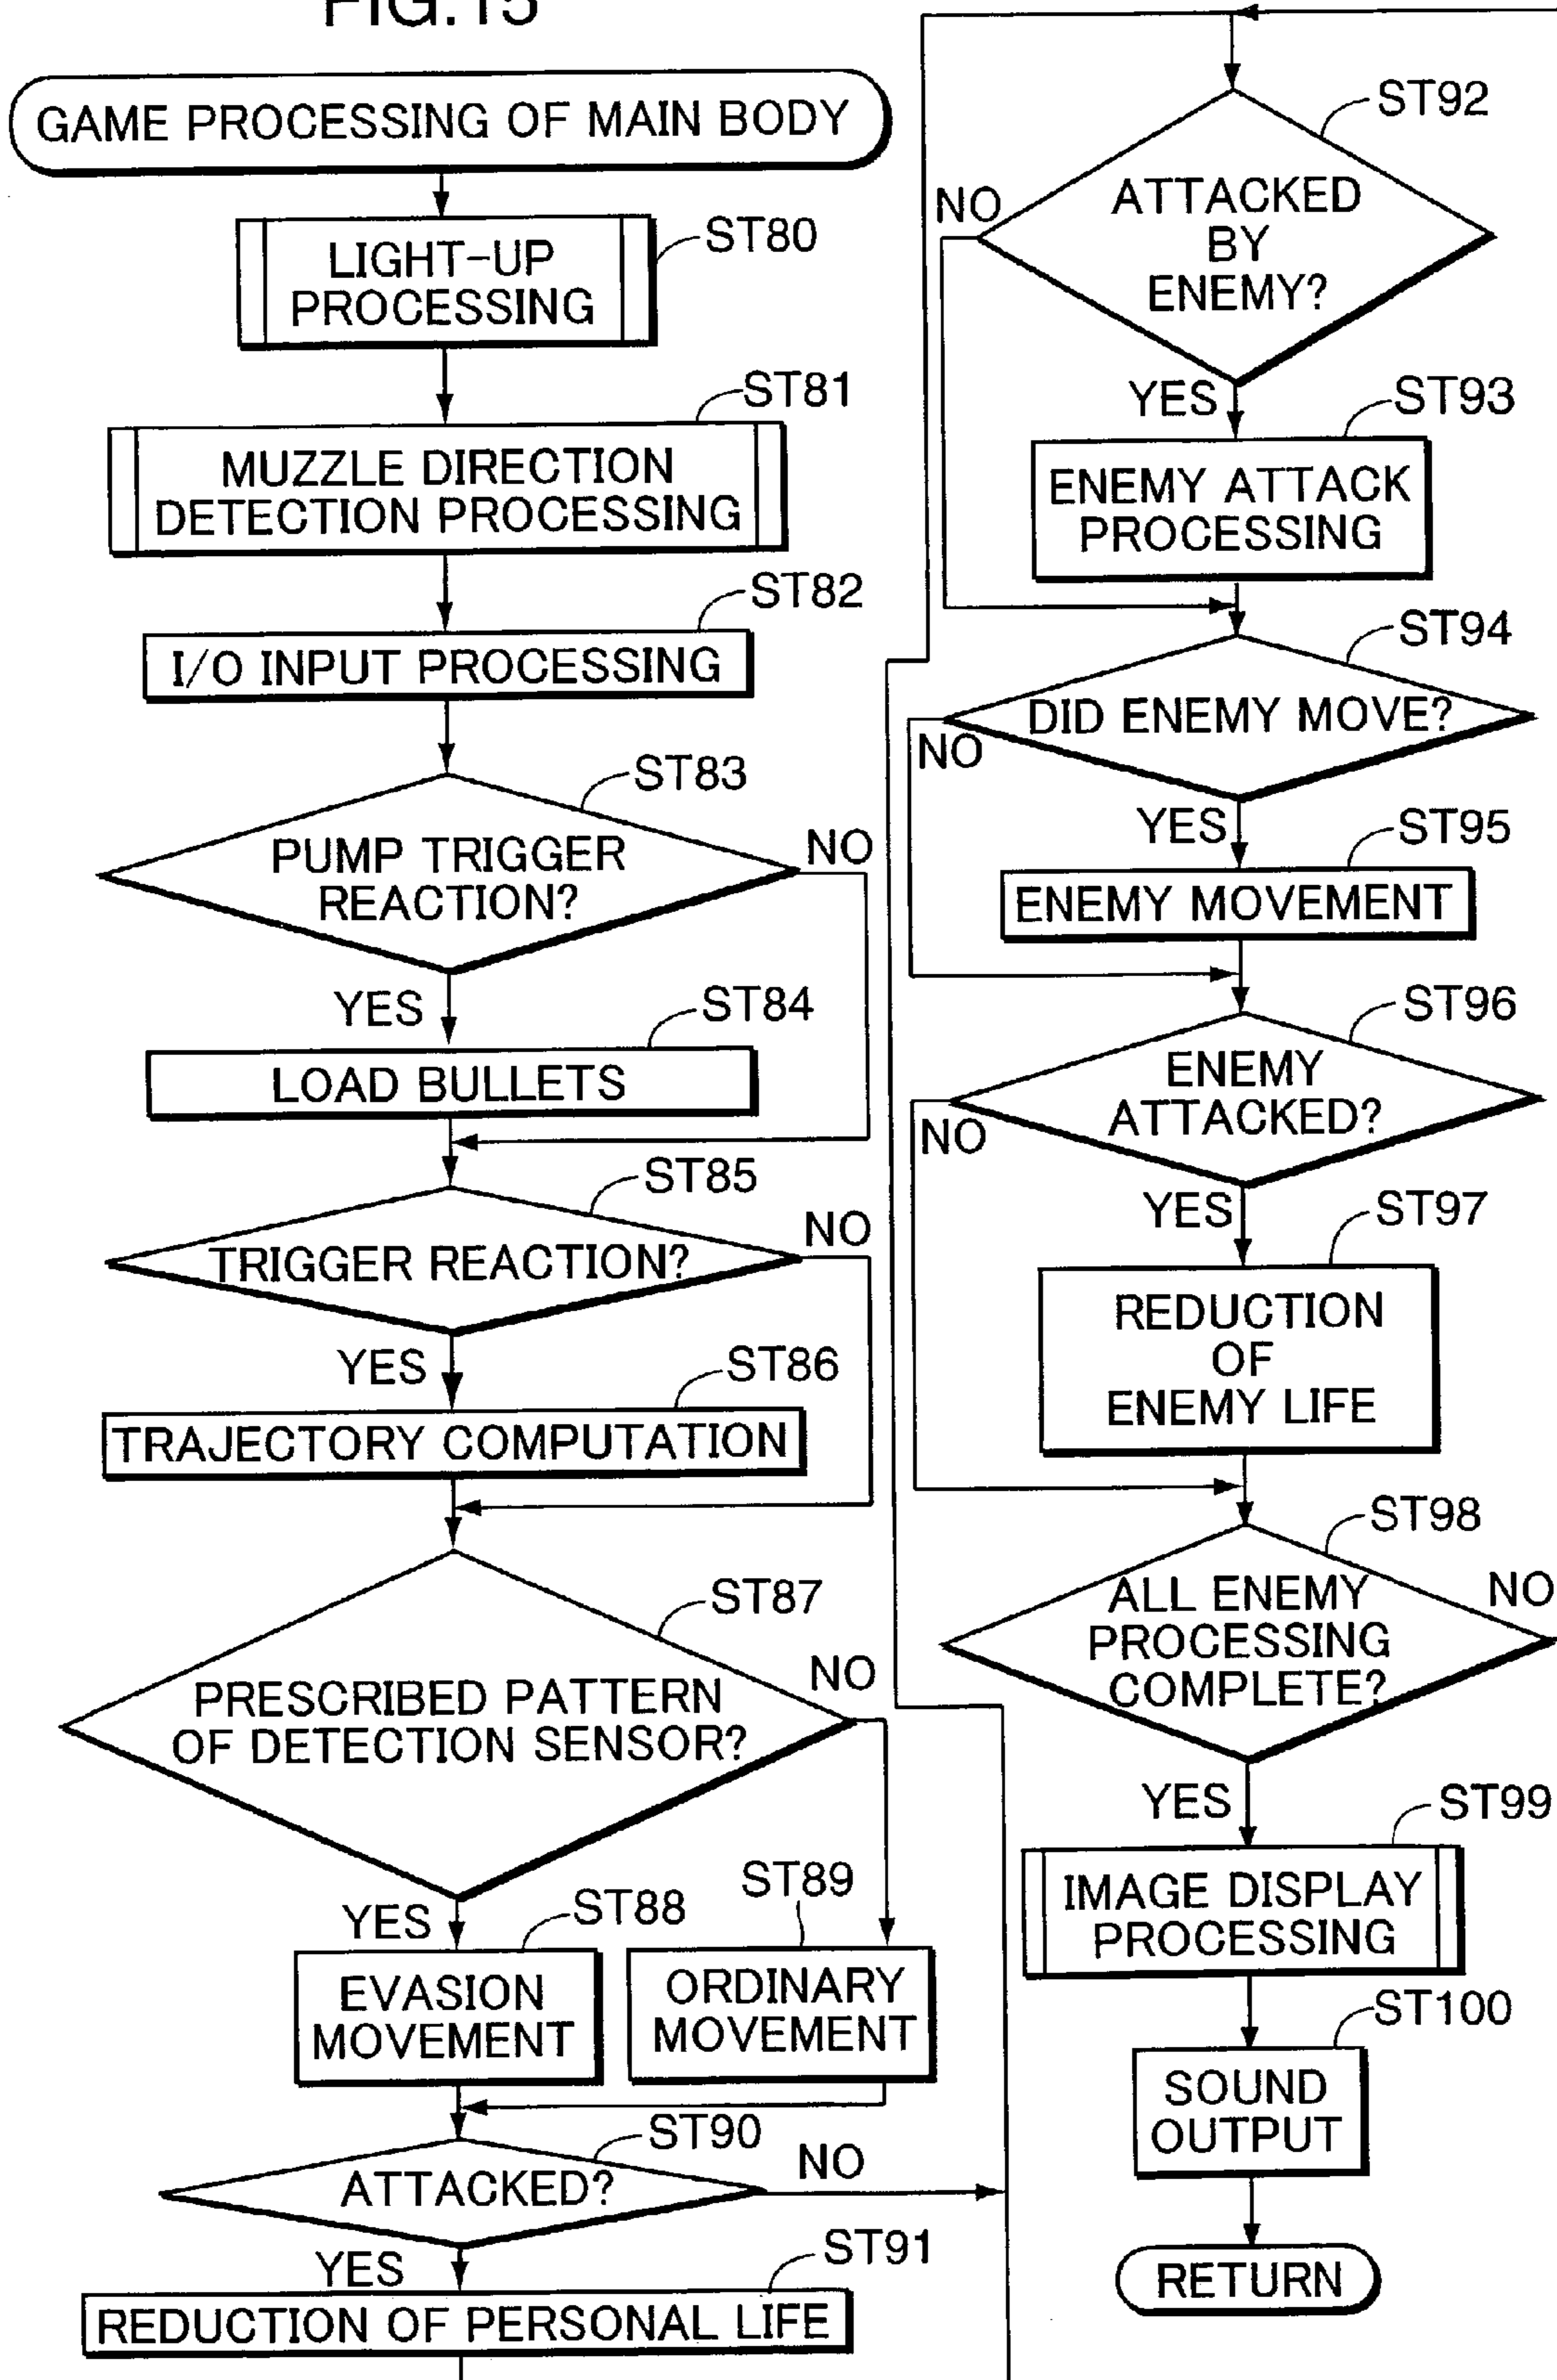 FIG.15
GAME PROCESSING OF MAIN BODY
LIGHT-UP
PROCESSING
ST80
ST81
MUZZLE DIRECTION
DETECTION PROCESSING
ST82
I/O INPUT PROCESSING
ST83
PUMP TRIGGER
REACTION?
NO
YES
ST84
LOAD BULLETS
ST85
TRIGGER REACTION?
NO
YES
ST86
TRAJECTORY COMPUTATION
ST87
PRESCRIBED PATTERN
OF DETECTION SENSOR?
NO
YES
ST88
EVASION
MOVEMENT
ST89
ORDINARY
MOVEMENT
ST90
ATTACKED?
NO
YES
ST91
REDUCTION OF PERSONAL LIFE
ST92
ATTACKED
BY
ENEMY?
NO
YES
ST93
ENEMY ATTACK
PROCESSING
ST94
DID ENEMY MOVE?
NO
YES
ST95
ENEMY MOVEMENT
ST96
ENEMY
ATTACKED?
NO
YES
ST97
REDUCTION
OF
ENEMY LIFE
ST98
ALL ENEMY
PROCESSING
COMPLETE?
NO
YES
ST99
IMAGE DISPLAY
PROCESSING
ST100
SOUND
OUTPUT
RETURN